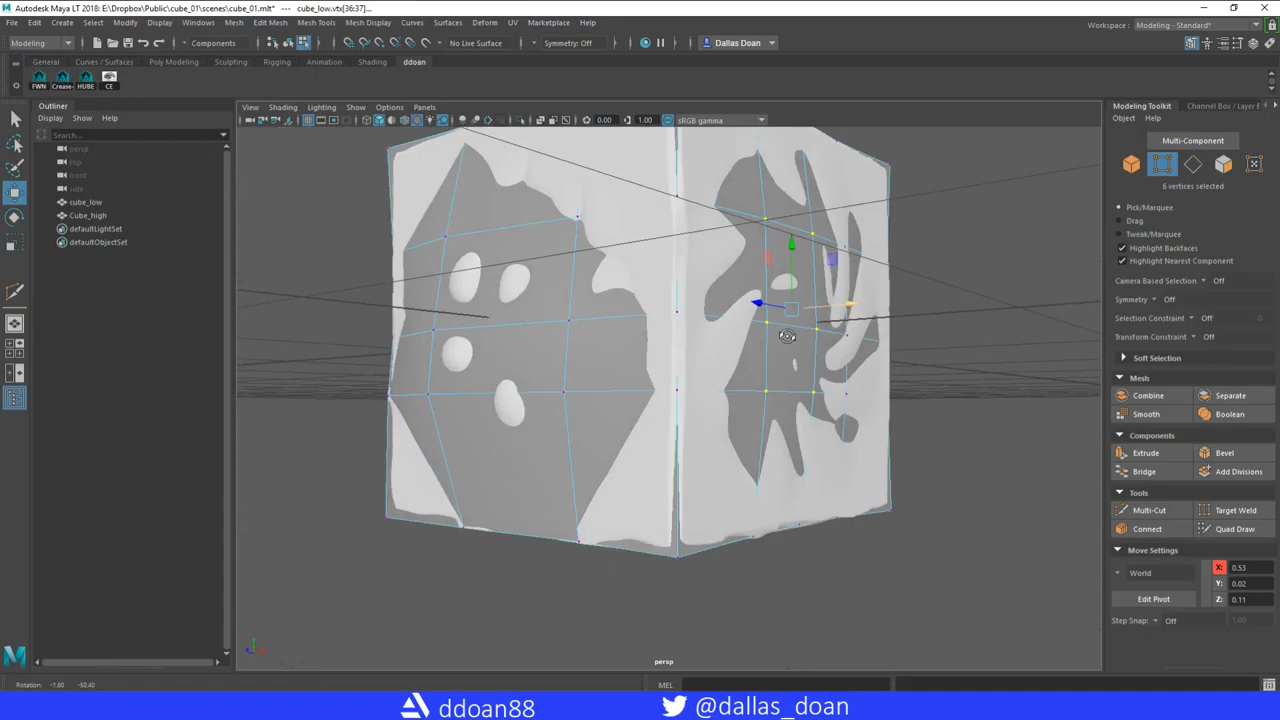 Autodesk Maya LT 2018: E:\Dropbox\Public\cube_01\scenes\cube_01.mlt* --- cube_low.vtx[36:37]...
File Edit Create Select Modify Display Windows Mesh Edit Mesh Mesh Tools Mesh Display Curves Surfaces Deform UV Marketplace Help
Workspace : Modeling - Standard*
Modeling Components No Live Surface Symmetry: Off Dallas Doan
General Curves / Surfaces Poly Modeling Sculpting Rigging Animation Shading ddoan
FWN Crease- HUBE CE
Outliner
Display Show Help
Search...
persp
top
front
side
cube_low
Cube_high
defaultLightSet
defaultObjectSet
View Shading Lighting Show Options Panels
0.00 1.00 sRGB gamma
persp
Modeling Toolkit Channel Box / Layer E
Object Help
Multi-Component
6 vertices selected
Pick/Marquee
Drag
Tweak/Marquee
Highlight Backfaces
Highlight Nearest Component
Camera Based Selection Off
Symmetry Off
Selection Constraint Off
Transform Constraint Off
Soft Selection
Mesh
Combine Separate
Smooth Boolean
Components
Extrude Bevel
Bridge Add Divisions
Tools
Multi-Cut Target Weld
Connect Quad Draw
Move Settings
World X: 0.53
Y: 0.02
Edit Pivot Z: 0.11
Step Snap: Off 1.00
Rotation: -1.60 -60.40 MEL
ddoan88 @dallas_doan